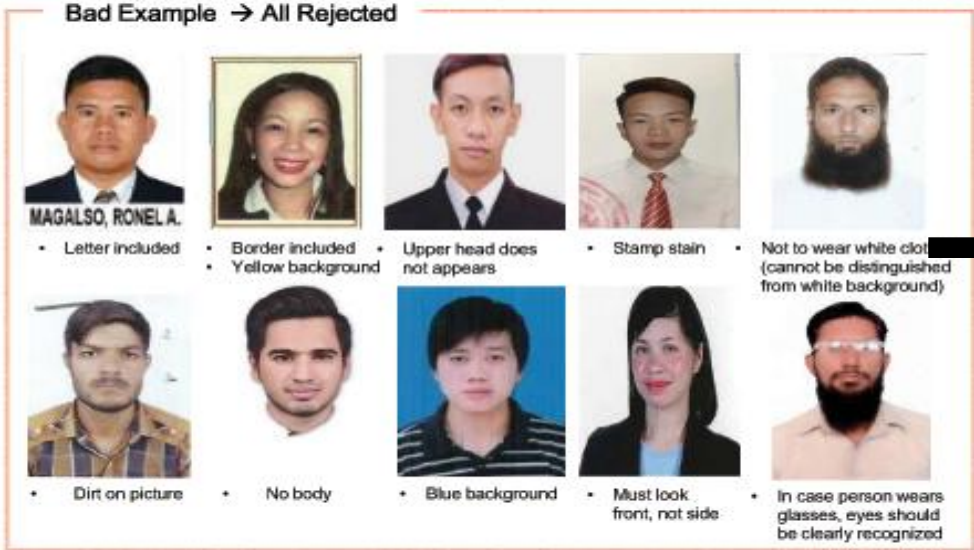 Bad Example → All Rejected
MAGALSO, RONEL A.
• Letter included
• Border included
• Yellow background
• Upper head does
not appears
• Stamp stain
• Not to wear white
(cannot be distinguished
from white background)
• Dirt on picture
• No body
• Blue background
• Must look
front, not side
• In case person wears
glasses, eyes should
be clearly recognized